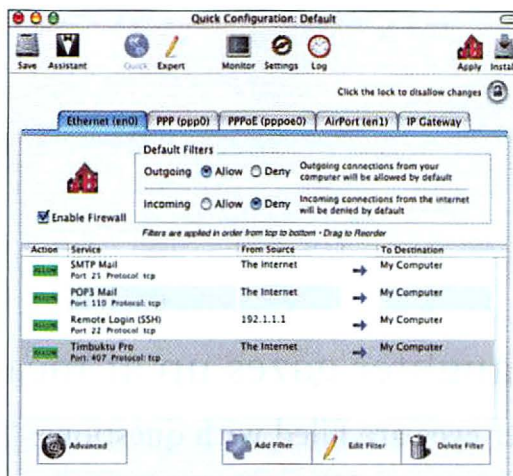 Quick Configuration: Default
Save Assistant Quick Expert Monitor Settings Log Apply Install
Click the lock to disallow changes
Ethernet (en0) PPP (ppp0) PPPoE (pppoe0) AirPort (en1) IP Gateway
Default Filters
Outgoing Allow Deny Outgoing connections from your
computer will be allowed by default
Incoming Allow Deny Incoming connections from the internet
will be denied by default
Enable Firewall
Filters are applied in order from top to bottom - Drag to Reorder
Action Service From Source To Destination
ALLOW SMTP Mail The Internet My Computer
Port: 25 Protocol: tcp
ALLOW POP3 Mail The Internet My Computer
Port: 110 Protocol: tcp
ALLOW Remote Login (SSH) 192.1.1.1 My Computer
Port: 22 Protocol: tcp
ALLOW Timbuktu Pro The Internet My Computer
Port: 407 Protocol: tcp
Advanced Add Filter Edit Filter Delete Filter